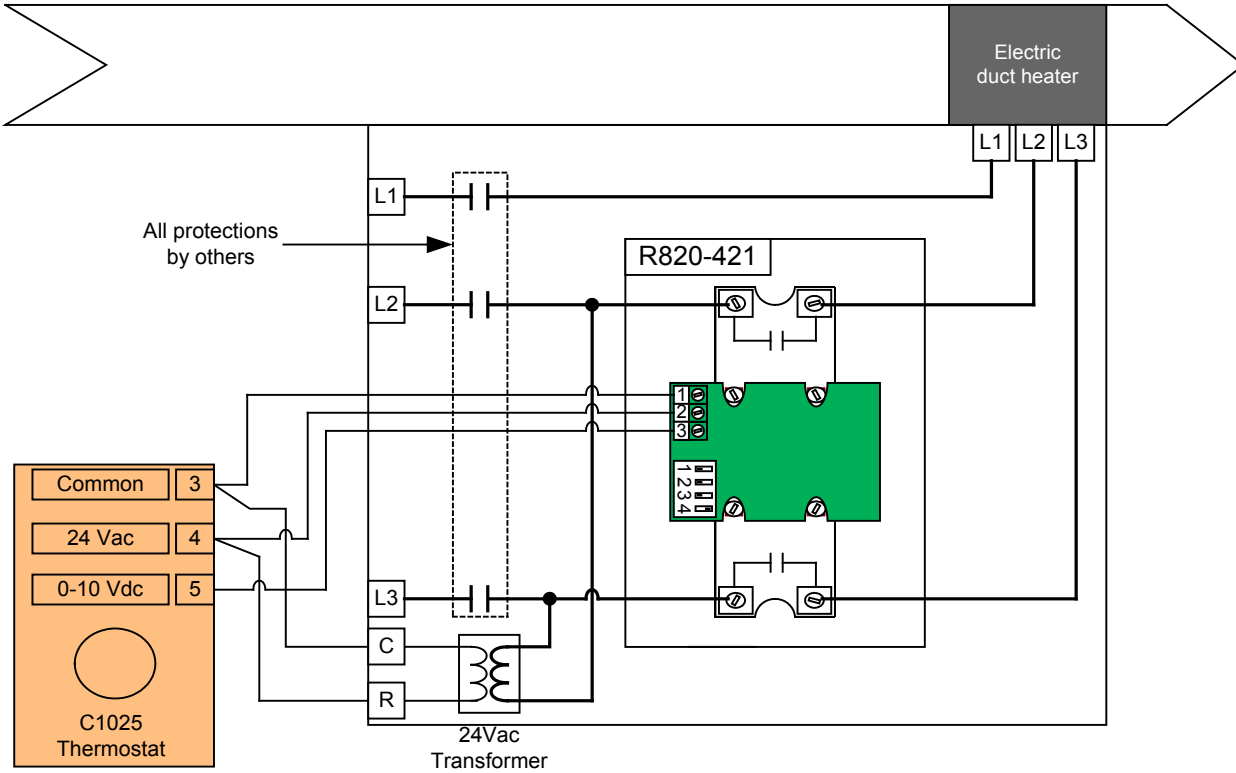 Electric
duct heater
L1
L2
L3
L1
All protections
by others
R820-421
L2
1
2
3
1
2
3
4
Common
3
24 Vac
4
0-10 Vdc
5
L3
C
R
C1025
Thermostat
24Vac
Transformer